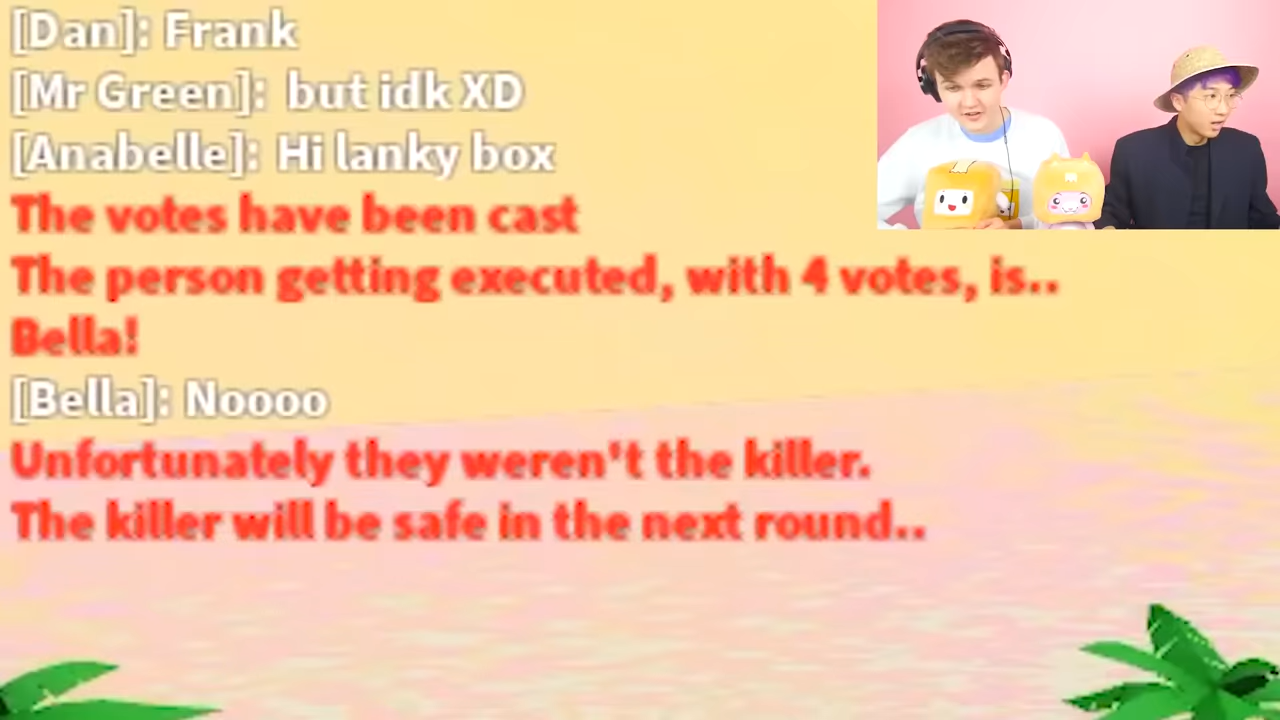 [Dan]: Frank
[Mr Green]: but idk XD
[Anabelle]: Hi lanky box
The votes have been cast
The person getting executed, with 4 votes, is..
Bella!
[Bella]: Noooo
Unfortunately they weren't the killer.
The killer will be safe in the next round..